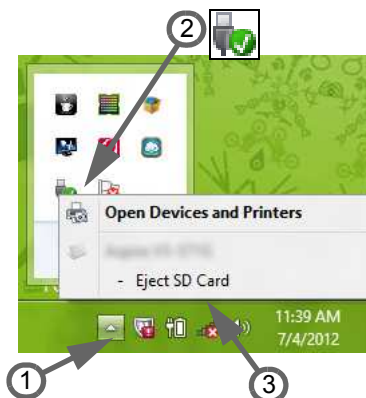 2
Open Devices and Printers
- Eject SD Card
11:39 AM
7/4/2012
1
3